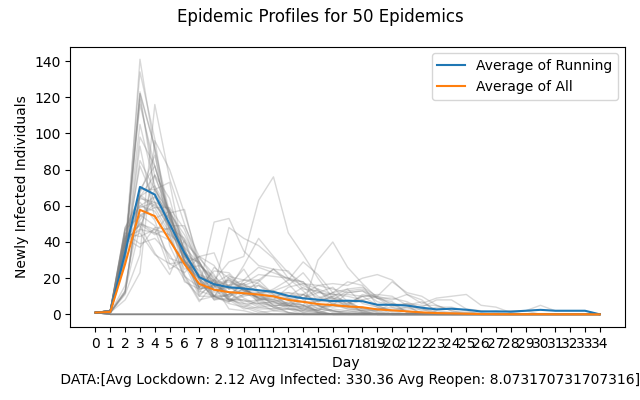 Epidemic Profiles for 50 Epidemics
Average of Running
Average of All
140
120
100
80
60
40
20
0
Newly Infected Individuals
0 1 2 3 4 5 6 7 8 9 10 11 12 13 14 15 16 17 18 19 20 21 22 23 24 25 26 27 28 29 30 31 32 33 34
Day
DATA:[Avg Lockdown: 2.12 Avg Infected: 330.36 Avg Reopen: 8.073170731707316]